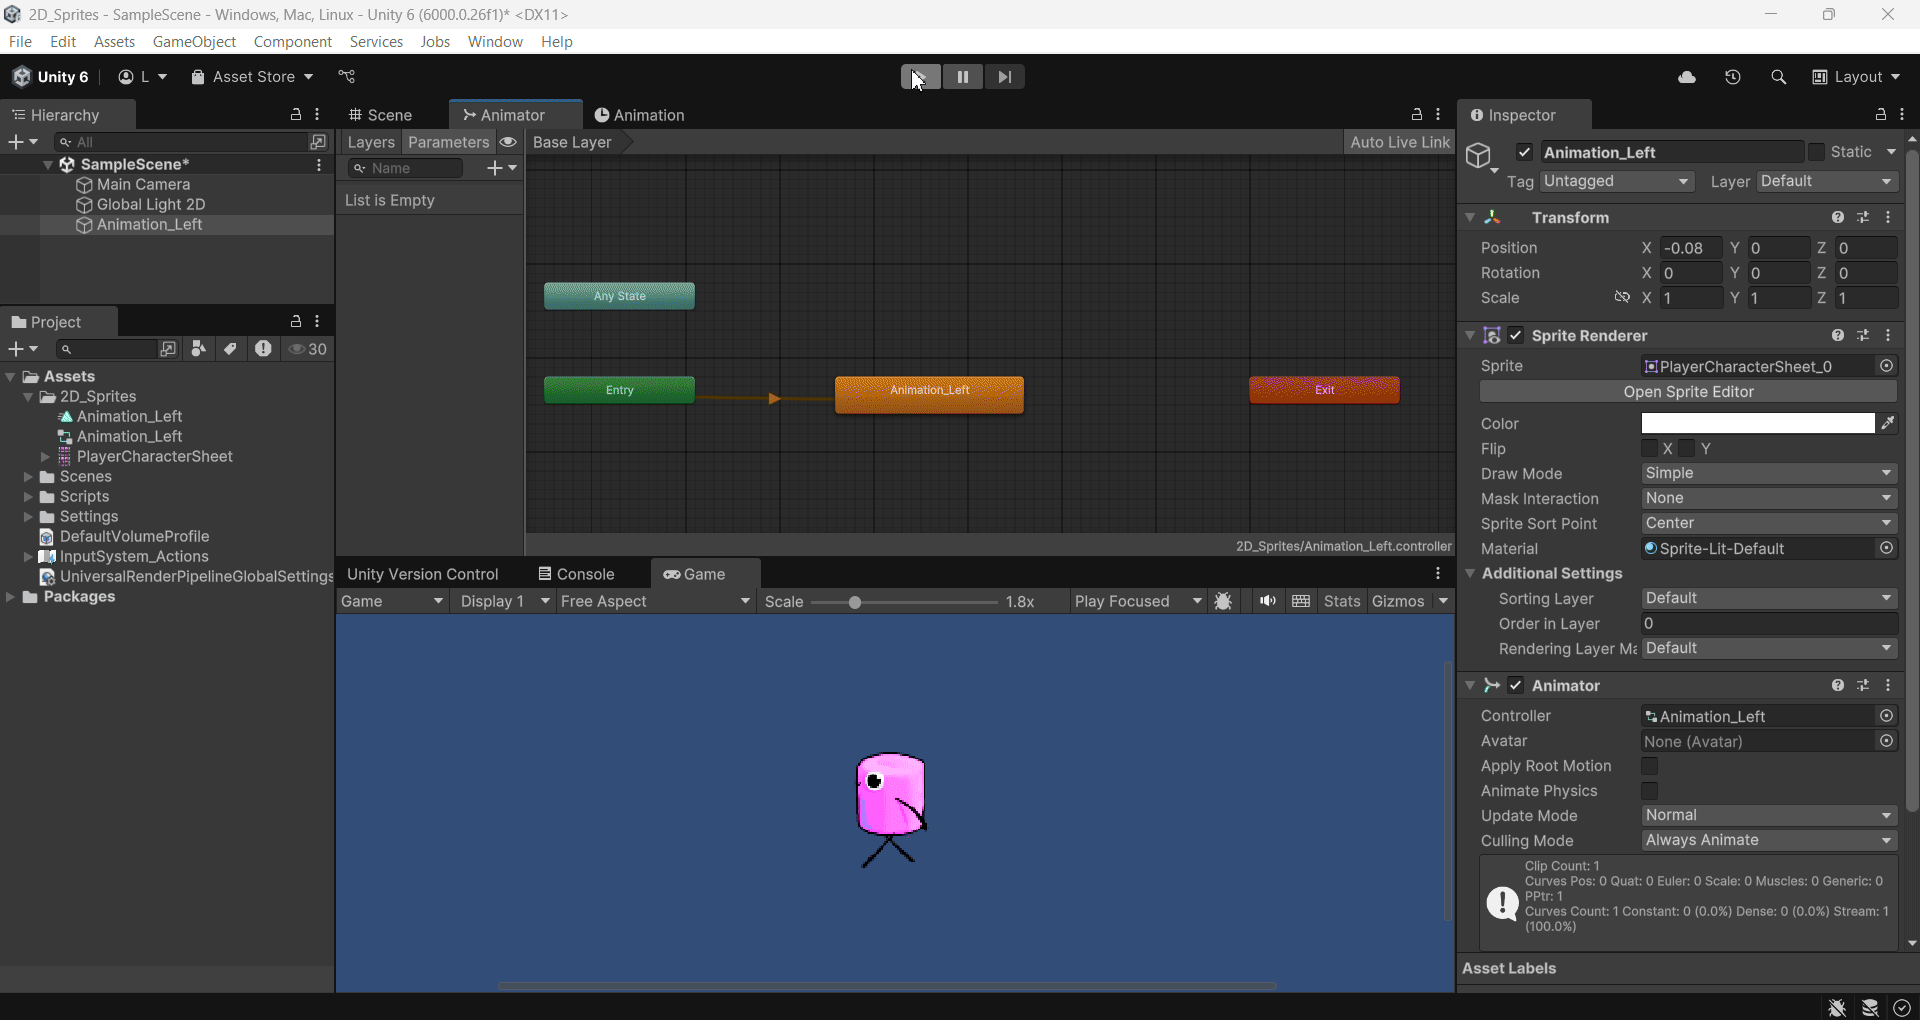 2D_Sprites - SampleScene - Windows, Mac, Linux - Unity 6 (6000.0.26f1)* <DX11>
File Edit Assets GameObject Component Services Jobs Window Help
Unity 6 L Asset Store Layout
Hierarchy
All
SampleScene*
Main Camera
Global Light 2D
Animation_Left
Project
30
Assets
2D_Sprites
Animation_Left
Animation_Left
PlayerCharacterSheet
Scenes
Scripts
Settings
DefaultVolumeProfile
InputSystem_Actions
UniversalRenderPipelineGlobalSettings
Packages
Scene Animator Animation
Layers Parameters Base Layer Auto Live Link
Name
List is Empty
Any State
Entry Animation_Left Exit
2D_Sprites/Animation_Left.controller
Unity Version Control Console Game
Game Display 1 Free Aspect Scale 1.8x Play Focused Stats Gizmos
Inspector
Animation_Left Static
Tag Untagged Layer Default
Transform
Position X -0.08 Y 0 Z 0
Rotation X 0 Y 0 Z 0
Scale X 1 Y 1 Z 1
Sprite Renderer
Sprite PlayerCharacterSheet_0
Open Sprite Editor
Color
Flip X Y
Draw Mode Simple
Mask Interaction None
Sprite Sort Point Center
Material Sprite-Lit-Default
Additional Settings
Sorting Layer Default
Order in Layer 0
Rendering Layer Ma Default
Animator
Controller Animation_Left
Avatar None (Avatar)
Apply Root Motion
Animate Physics
Update Mode Normal
Culling Mode Always Animate
Clip Count: 1
Curves Pos: 0 Quat: 0 Euler: 0 Scale: 0 Muscles: 0 Generic: 0
PPtr: 1
Curves Count: 1 Constant: 0 (0.0%) Dense: 0 (0.0%) Stream: 1
(100.0%)
Asset Labels